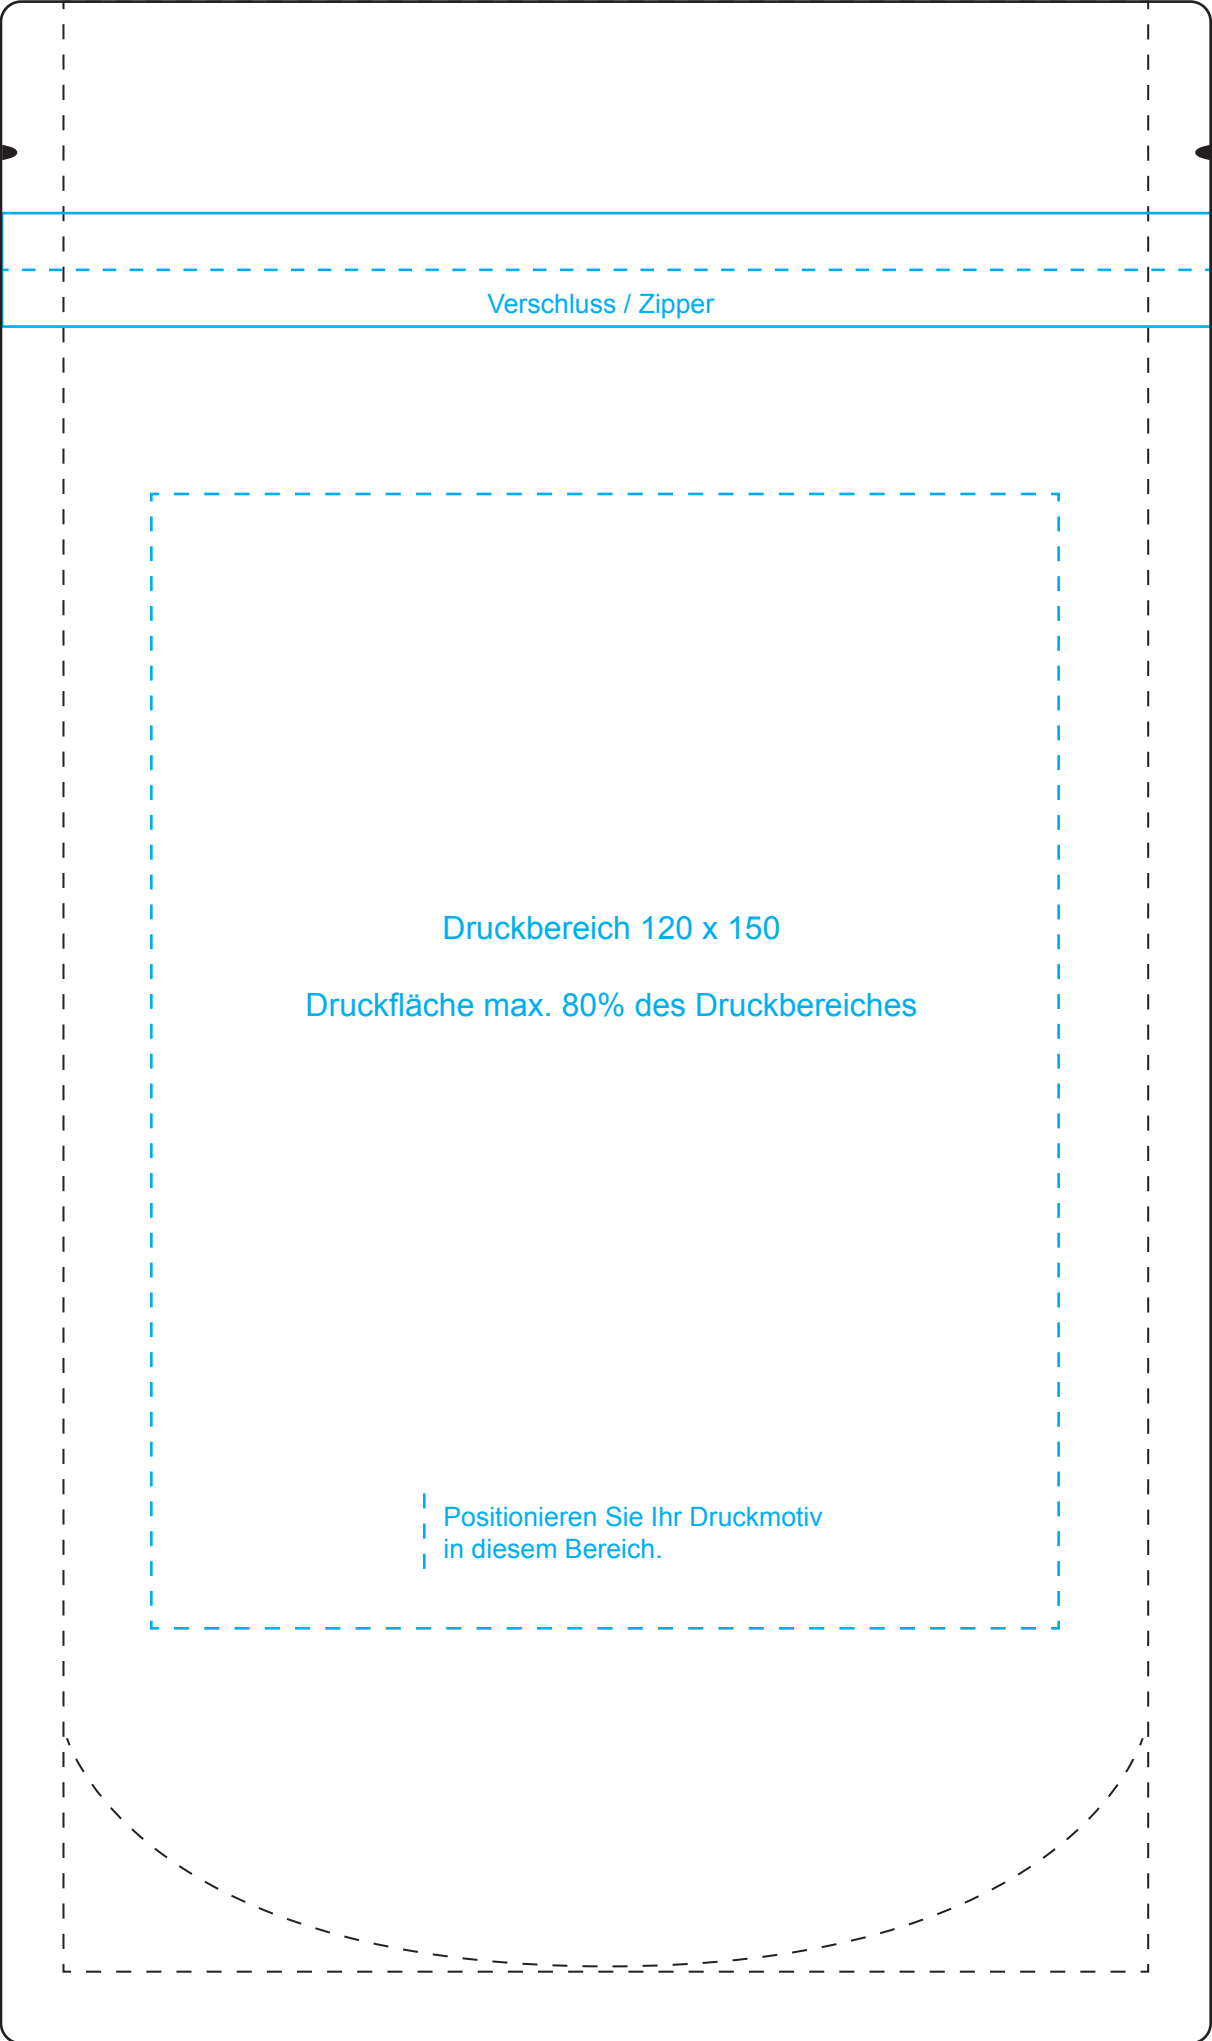 Verschluss / Zipper
Druckbereich 120 x 150
Druckfläche max. 80% des Druckbereiches
Positionieren Sie Ihr Druckmotiv
in diesem Bereich.